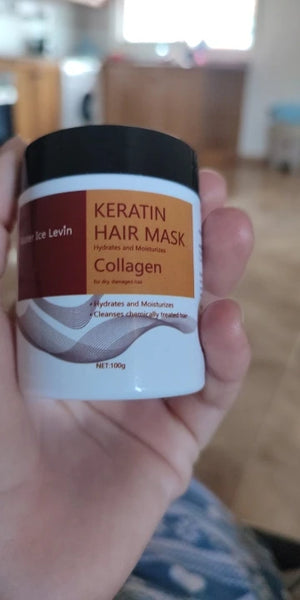 Ice Levin
KERATIN
HAIR MASK
Hydrates and Moisturizes
Collagen
for dry, damaged hair
• Hydrates and Moisturizes
• Cleanses chemically treated hair
NET:100g